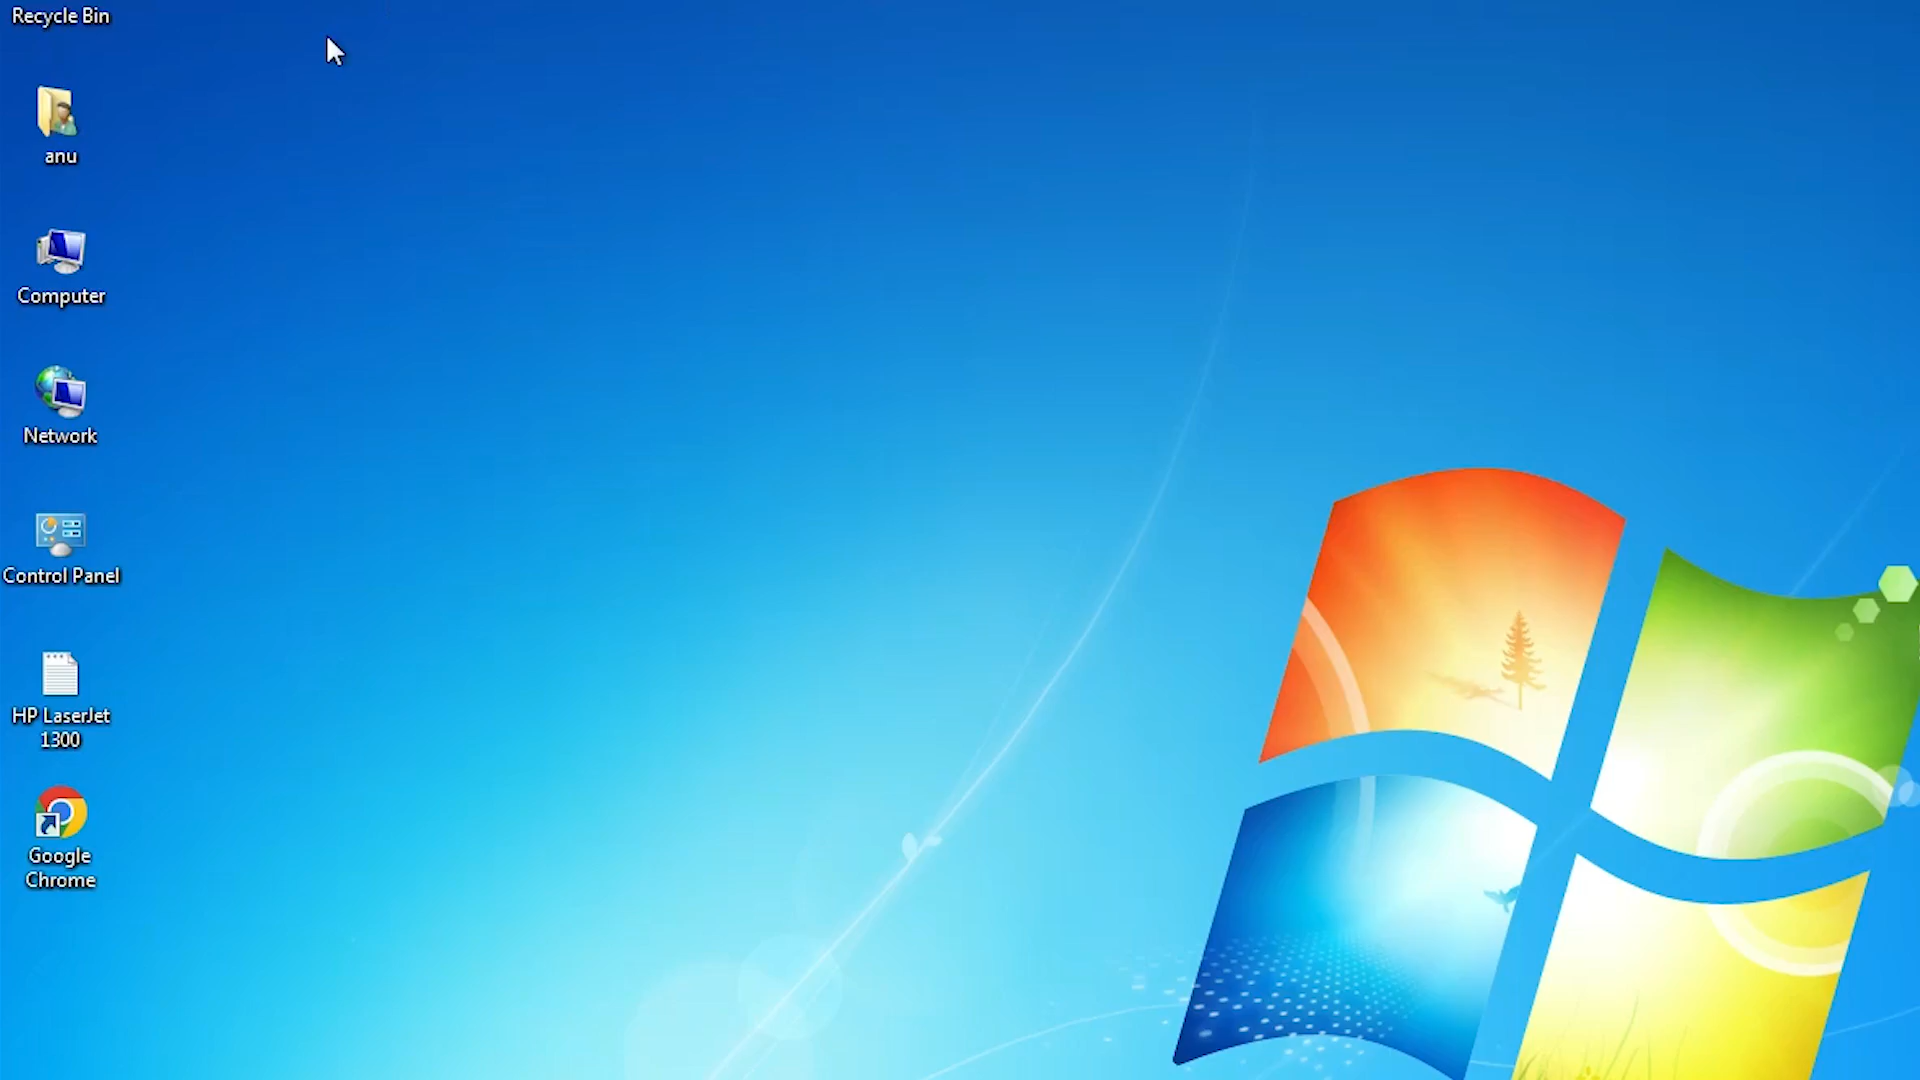 Recycle Bin
anu
Computer
Network
Control Panel
HP LaserJet
1300
Google
Chrome